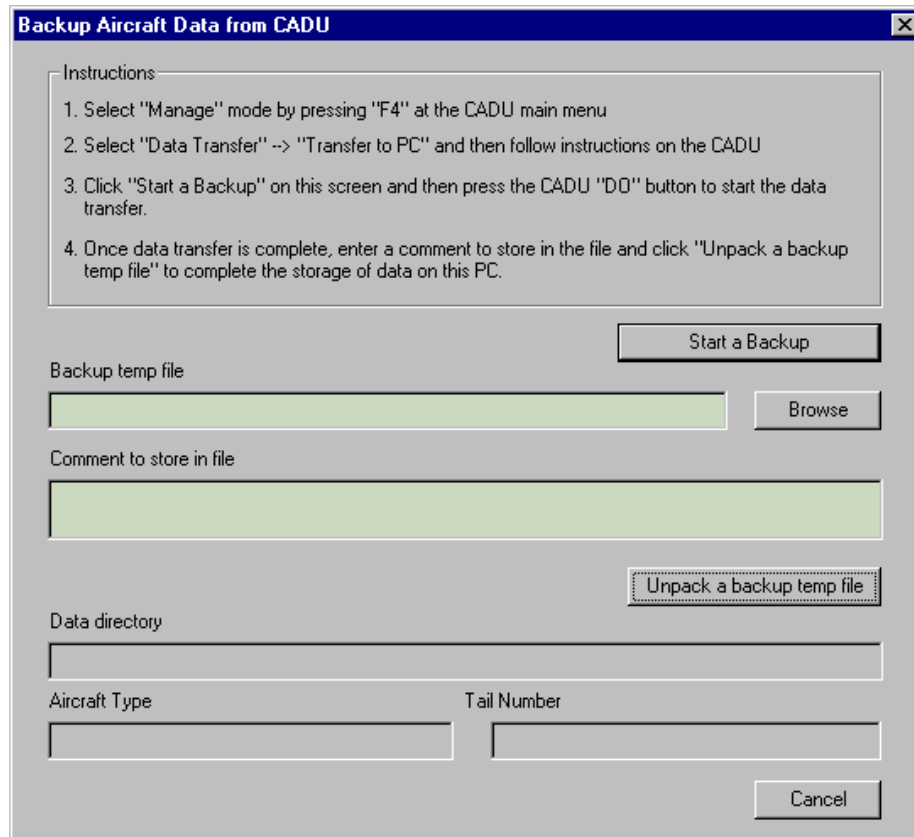 Backup Aircraft Data from CADU
Instructions
1. Select "Manage" mode by pressing "F4" at the CADU main menu
2. Select "Data Transfer" --> "Transfer to PC" and then follow instructions on the CADU
3. Click "Start a Backup" on this screen and then press the CADU "DO" button to start the data
transfer.
4. Once data transfer is complete, enter a comment to store in the file and click "Unpack a backup
temp file" to complete the storage of data on this PC.
Start a Backup
Backup temp file
Browse
Comment to store in file
Unpack a backup temp file
Data directory
Aircraft Type
Tail Number
Cancel